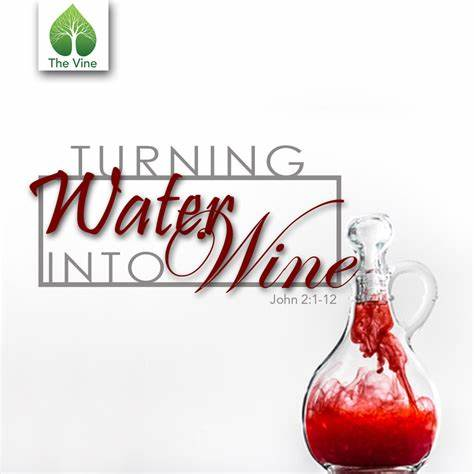 The Vine
TURNING
Water
INTO Wine
John 2:1-12